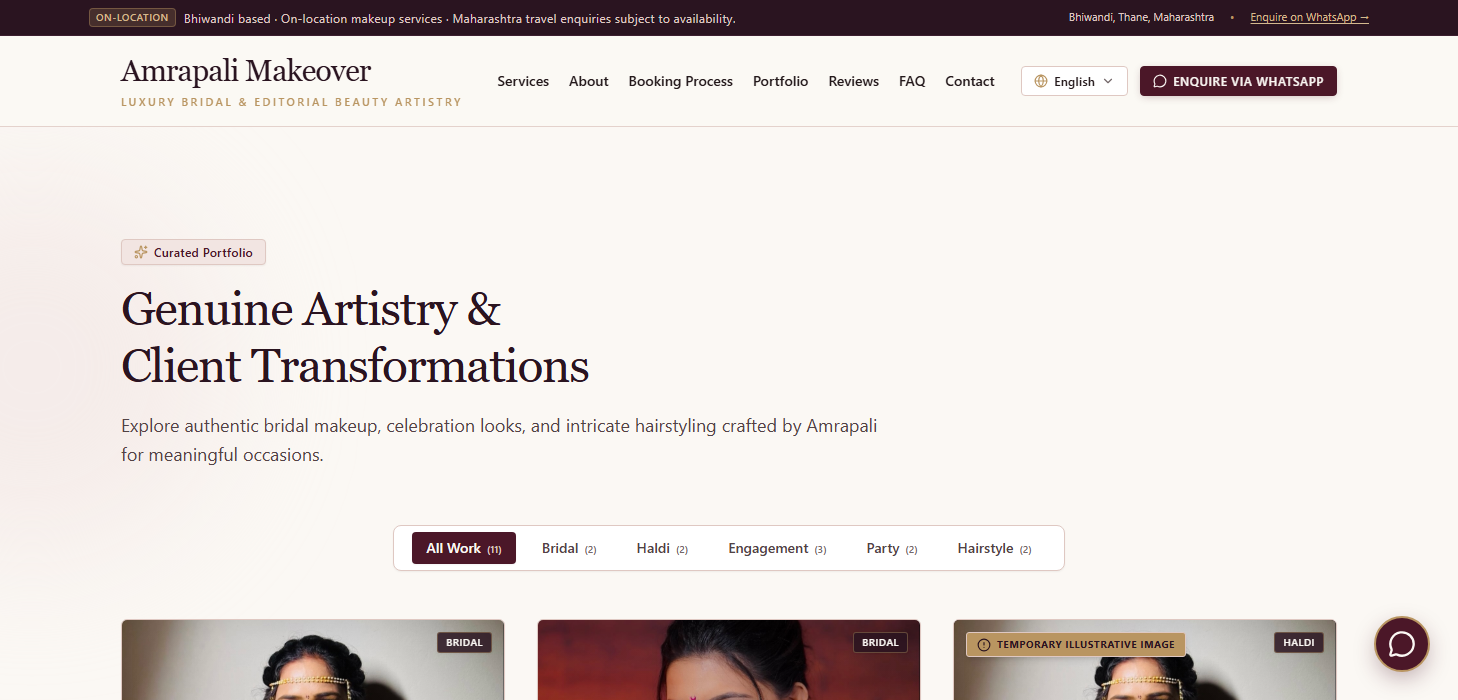 ON-LOCATION Bhiwandi based · On-location makeup services · Maharashtra travel enquiries subject to availability. Bhiwandi, Thane, Maharashtra • Enquire on WhatsApp →
Amrapali Makeover
LUXURY BRIDAL & EDITORIAL BEAUTY ARTISTRY
Services About Booking Process Portfolio Reviews FAQ Contact English ENQUIRE VIA WHATSAPP
Curated Portfolio
Genuine Artistry &
Client Transformations
Explore authentic bridal makeup, celebration looks, and intricate hairstyling crafted by Amrapali
for meaningful occasions.
All Work (11) Bridal (2) Haldi (2) Engagement (3) Party (2) Hairstyle (2)
BRIDAL BRIDAL TEMPORARY ILLUSTRATIVE IMAGE HALDI